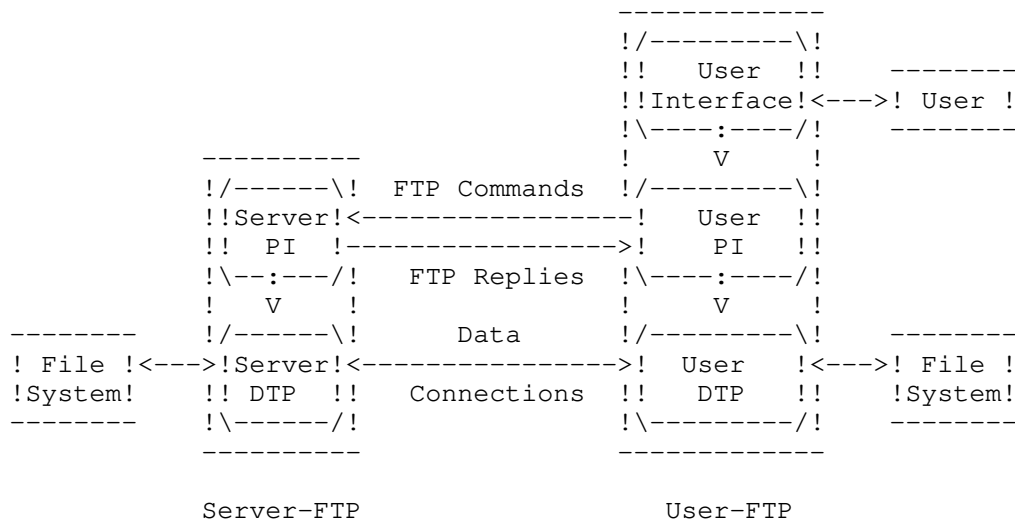 -------------
!/---------\!
!!   User  !!    --------
!!Interface!<--->! User !
!\----:----/!    --------
----------                !     V     !
!/------\!  FTP Commands  !/---------\!
!!Server!<----------------!   User  !!
!!  PI  !---------------->!    PI   !!
!\--:---/!   FTP Replies  !\----:----/!
!   V    !                !     V     !
--------    !/------\!      Data      !/---------\!    --------
! File !<--->!Server!<---------------->!  User   !<--->! File !
!System!    !! DTP  !!   Connections  !!   DTP   !!    !System!
--------    !\------/!                !\---------/!    --------
----------                -------------
Server-FTP                   User-FTP